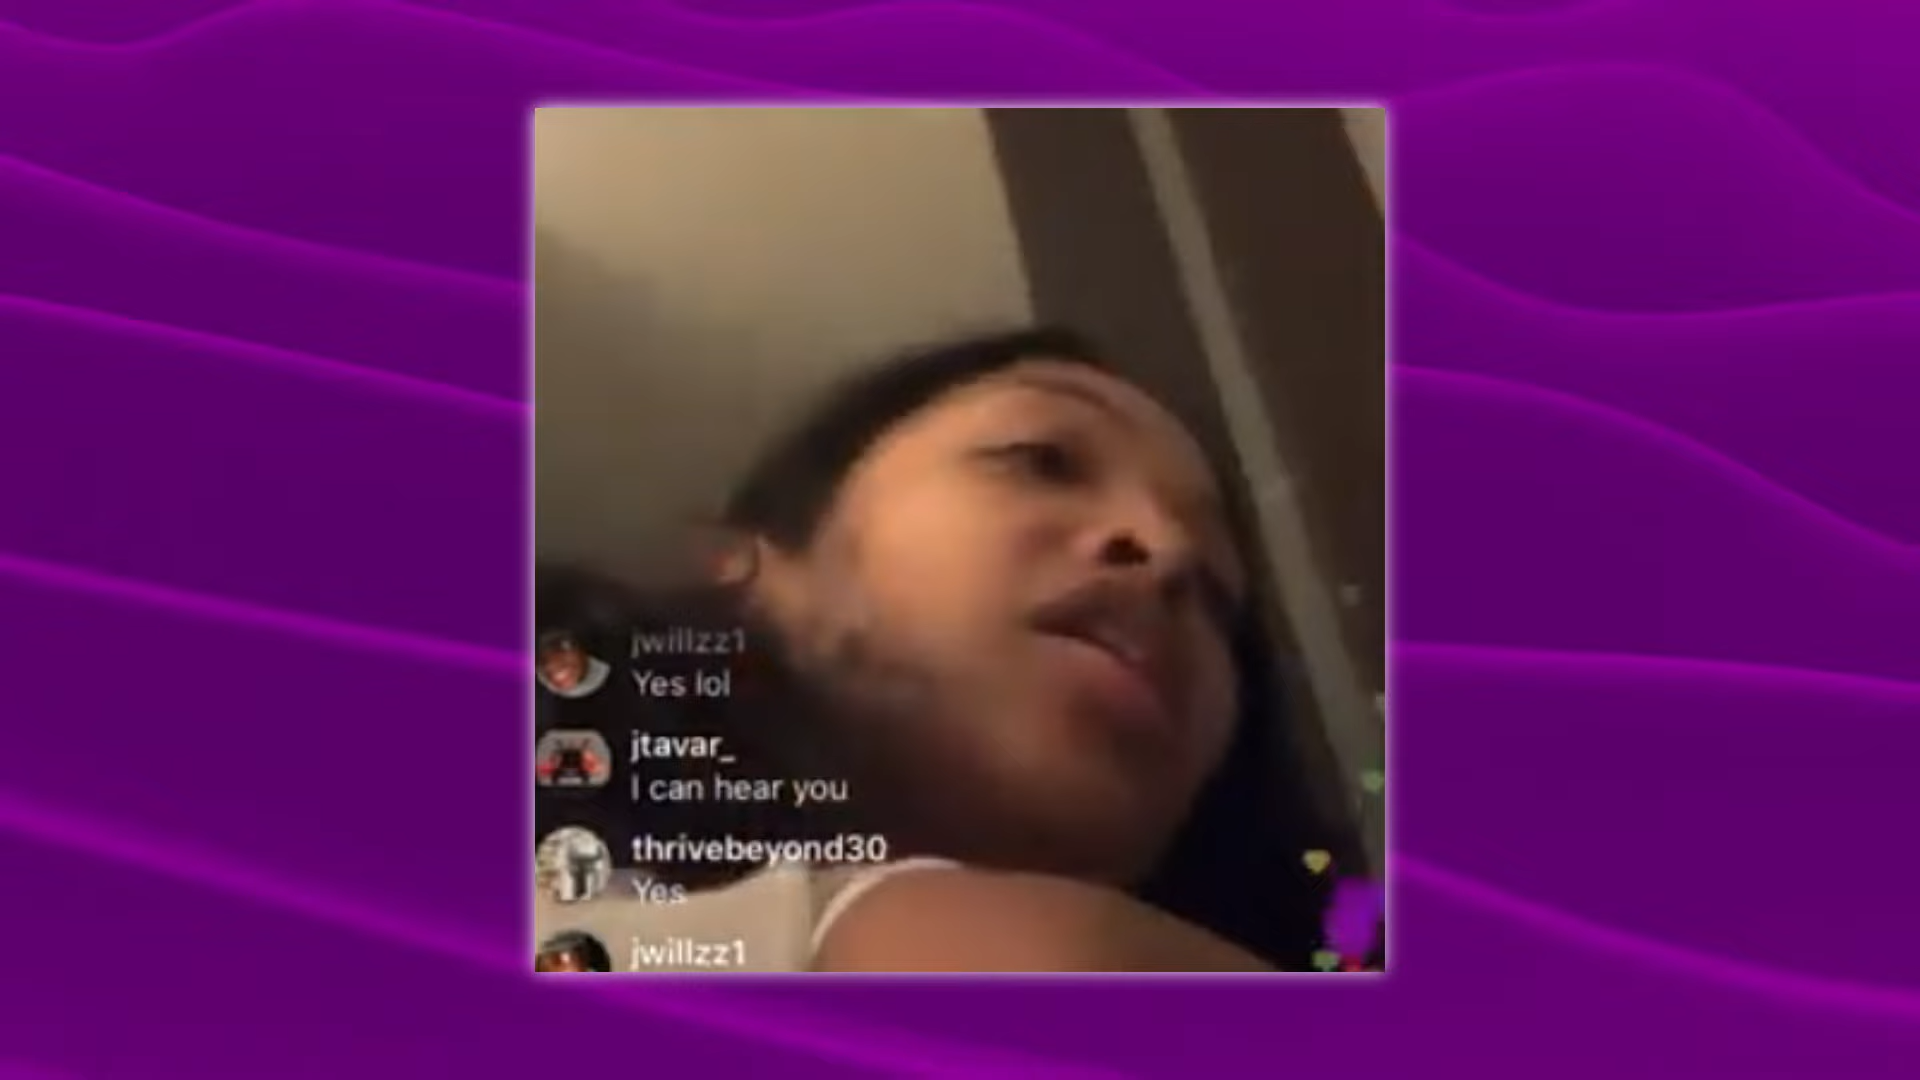 jwillzz1
Yes lol
jtavar_
I can hear you
thrivebeyond30
Yes
jwillzz1